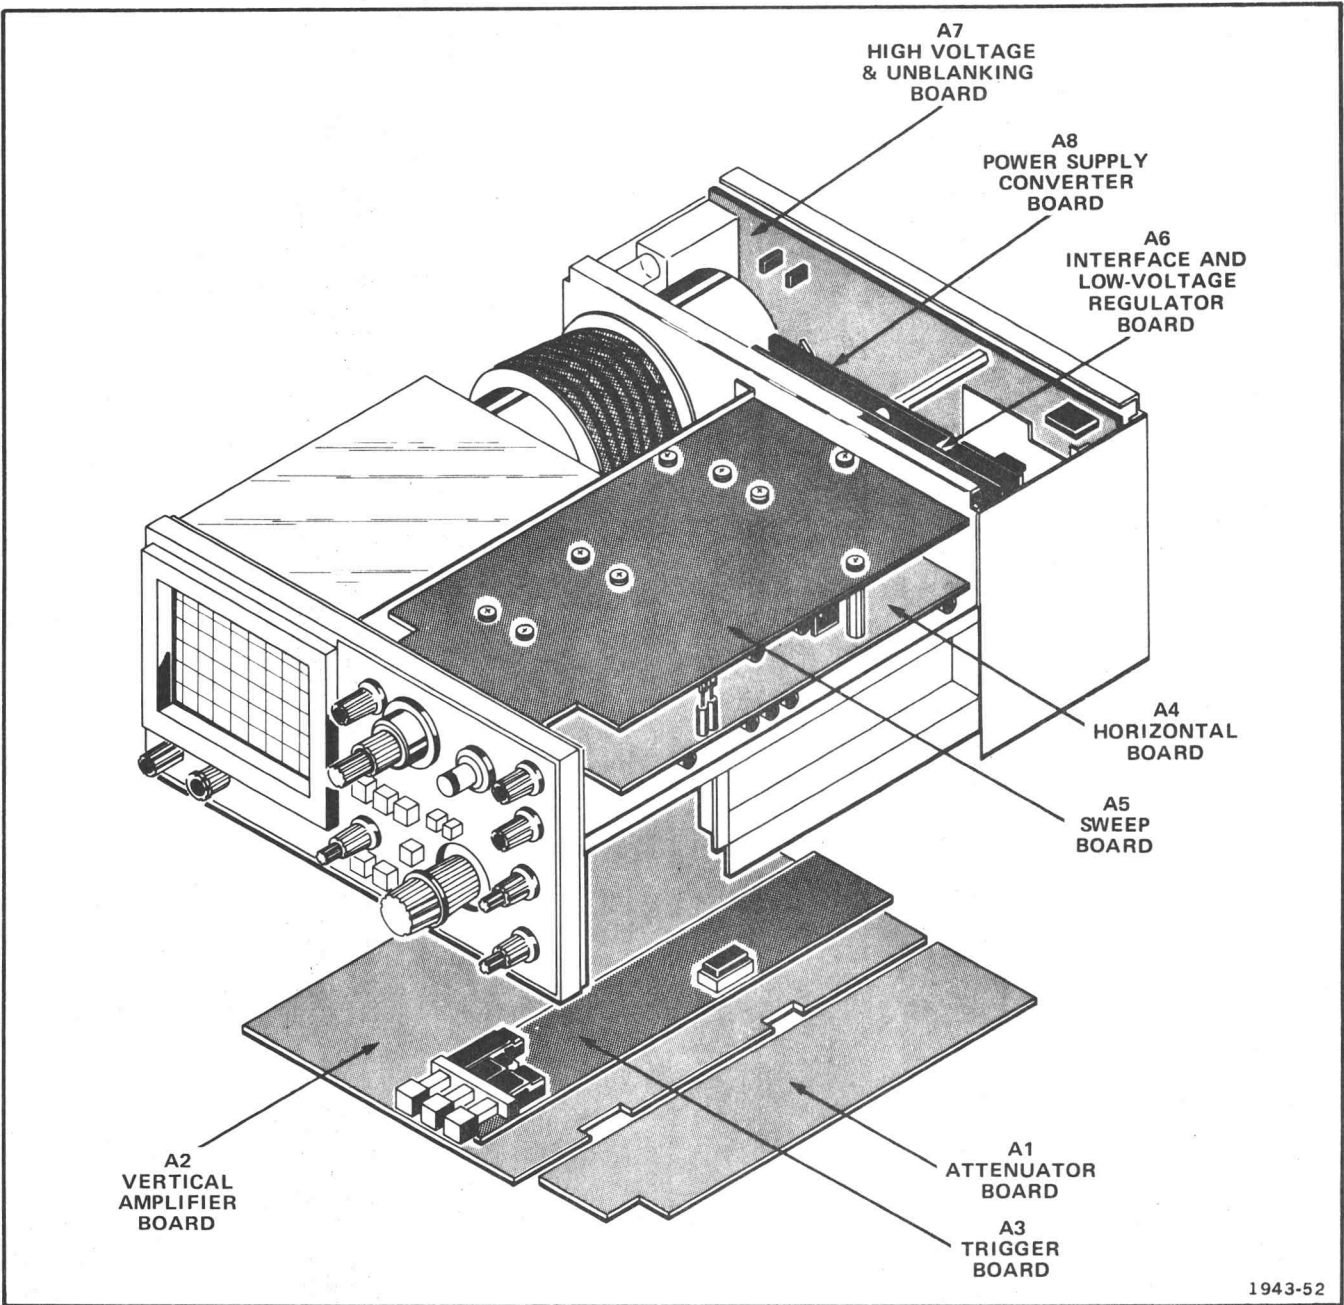 A7
HIGH VOLTAGE
& UNBLANKING
BOARD
A8
POWER SUPPLY
CONVERTER
BOARD
A6
INTERFACE AND
LOW-VOLTAGE
REGULATOR
BOARD
A4
HORIZONTAL
BOARD
A5
SWEEP
BOARD
A2
VERTICAL
AMPLIFIER
BOARD
A1
ATTENUATOR
BOARD
A3
TRIGGER
BOARD
1943-52